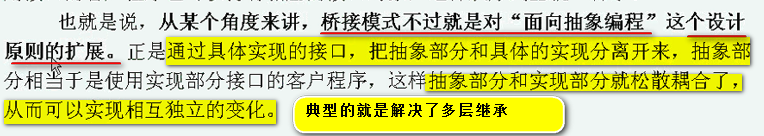 也就是说，从某个角度来讲，桥接模式不过就是对“面向抽象编程”这个设计
原则的扩展。正是通过具体实现的接口，把抽象部分和具体的实现分离开来，抽象部
分相当于是使用实现部分接口的客户程序，这样抽象部分和实现部分就松散耦合了，
从而可以实现相互独立的变化。
典型的就是解决了多层继承